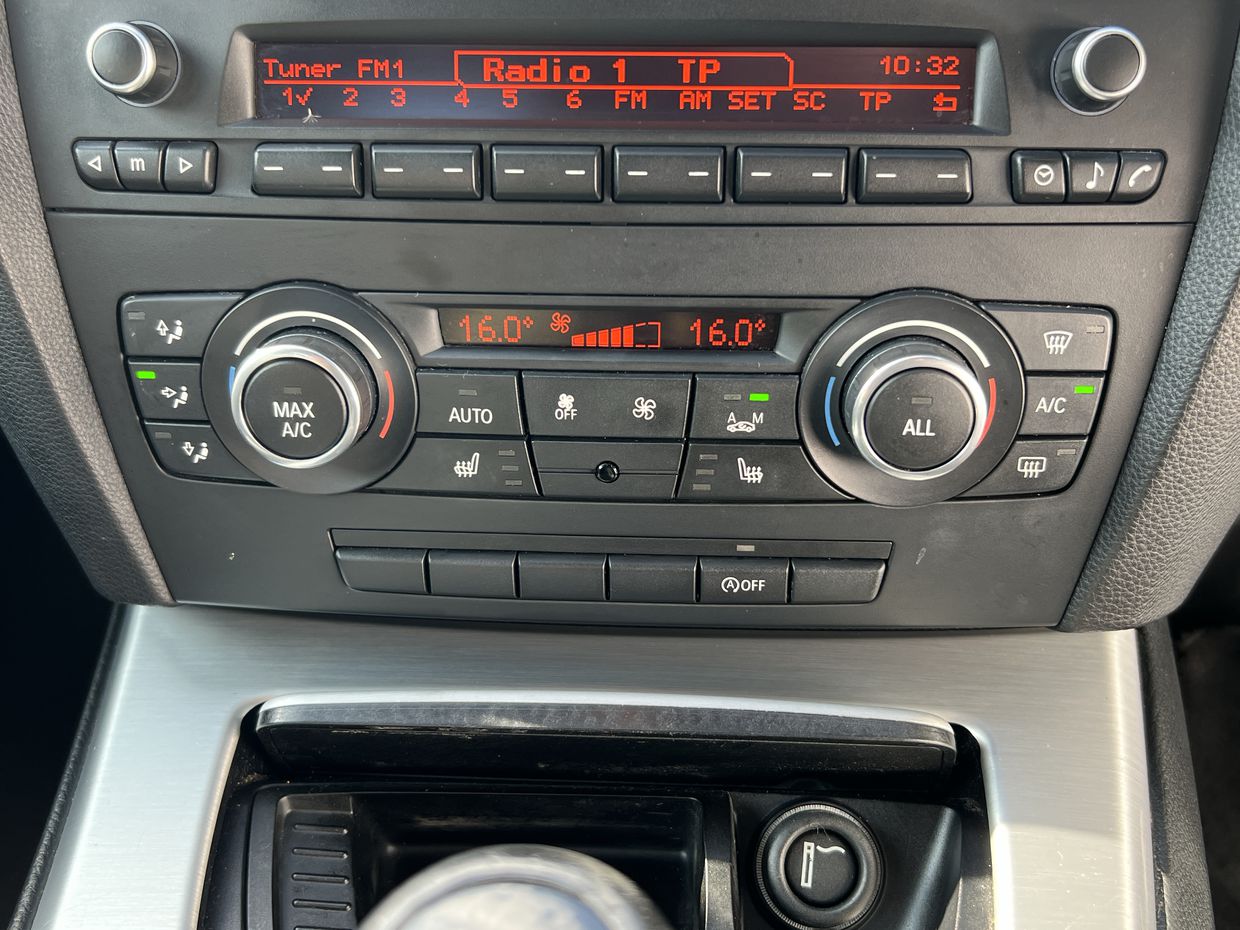 Tuner FM1 Radio 1 TP 10:32
1✓ 2 3 4 5 6 FM AM SET SC TP
m
16.0° 16.0°
MAX
A/C
AUTO
OFF
A M
ALL
A/C
A OFF